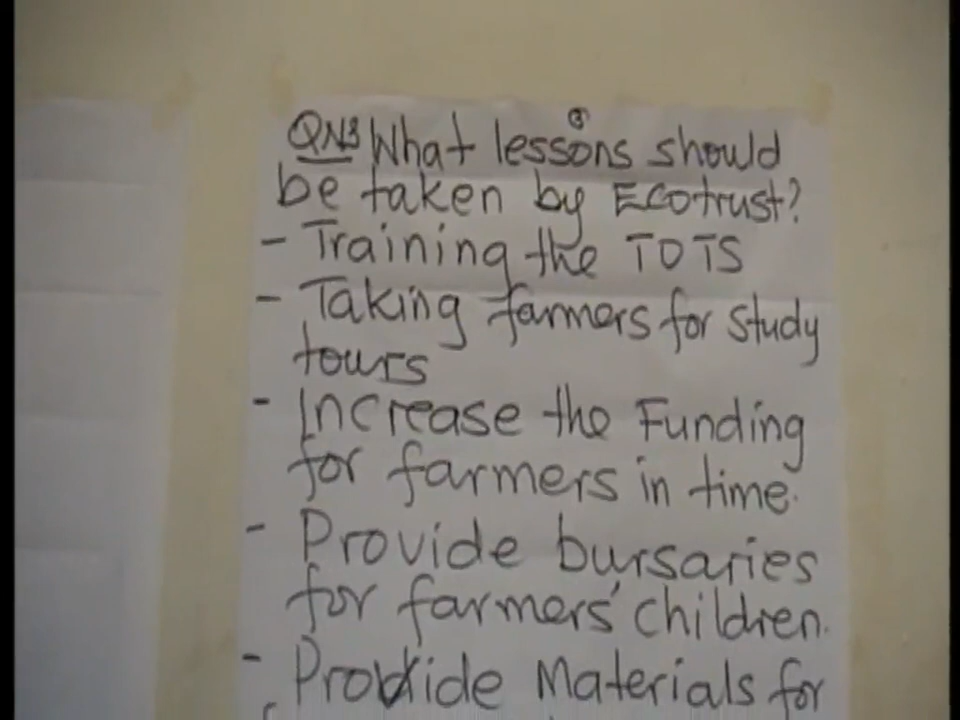 QN3 What lessons should
be taken by ECotrust?
- Training the TOTS
- Taking farmers for study
tours
- Increase the Funding
for farmers in time.
- Provide bursaries
for farmers' children.
- Provide Materials for